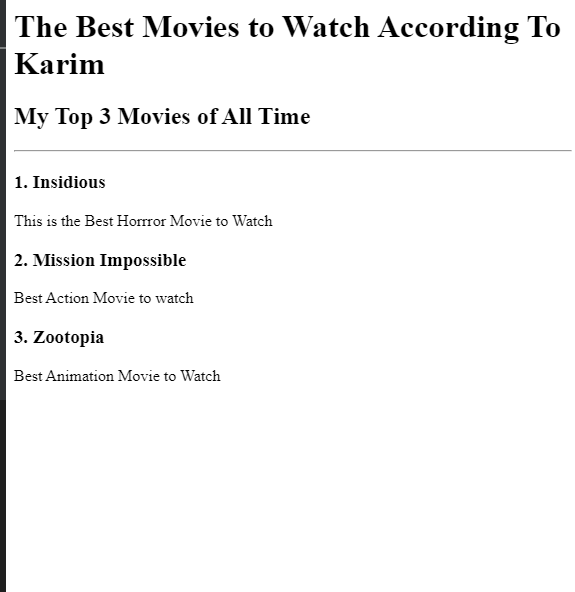 The Best Movies to Watch According To
Karim
My Top 3 Movies of All Time
1. Insidious
This is the Best Horrror Movie to Watch
2. Mission Impossible
Best Action Movie to watch
3. Zootopia
Best Animation Movie to Watch